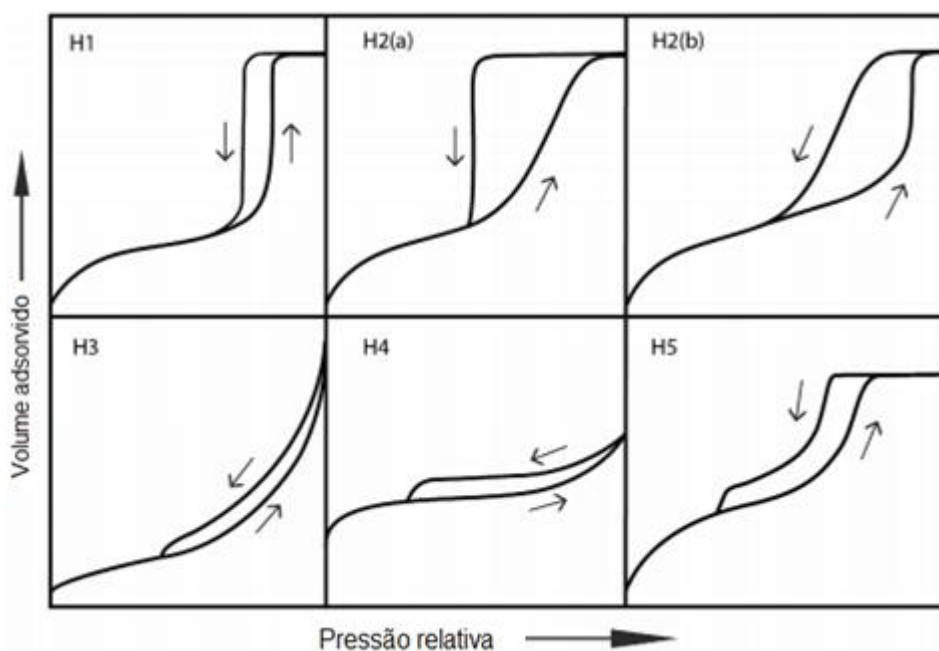 H1
H2(a)
H2(b)
H3
H4
H5
Volume adsorvido
Pressão relativa